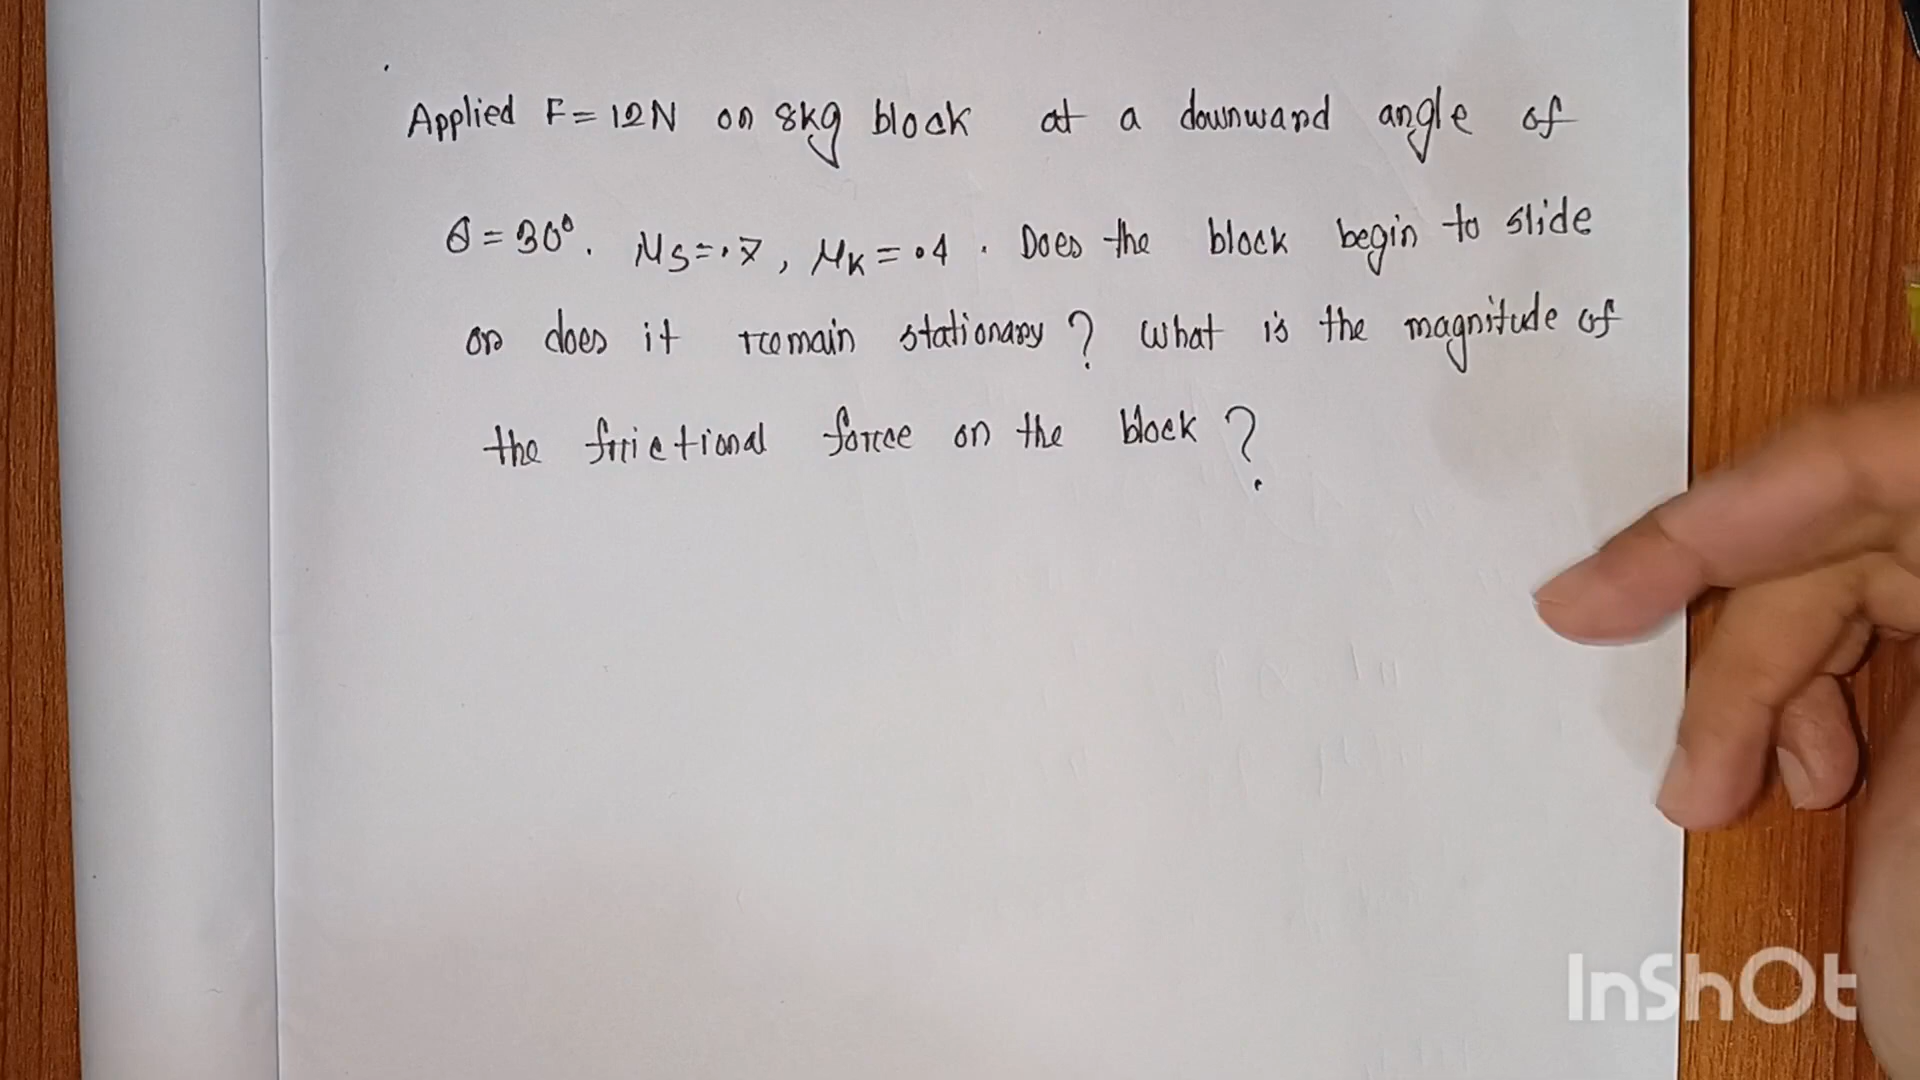 Applied F = 12N on 8kg block at a downward angle of
θ = 30°. μs = .7, μk = .4. Does the block begin to slide
or does it remain stationary? What is the magnitude of
the frictional force on the block?
InShOt